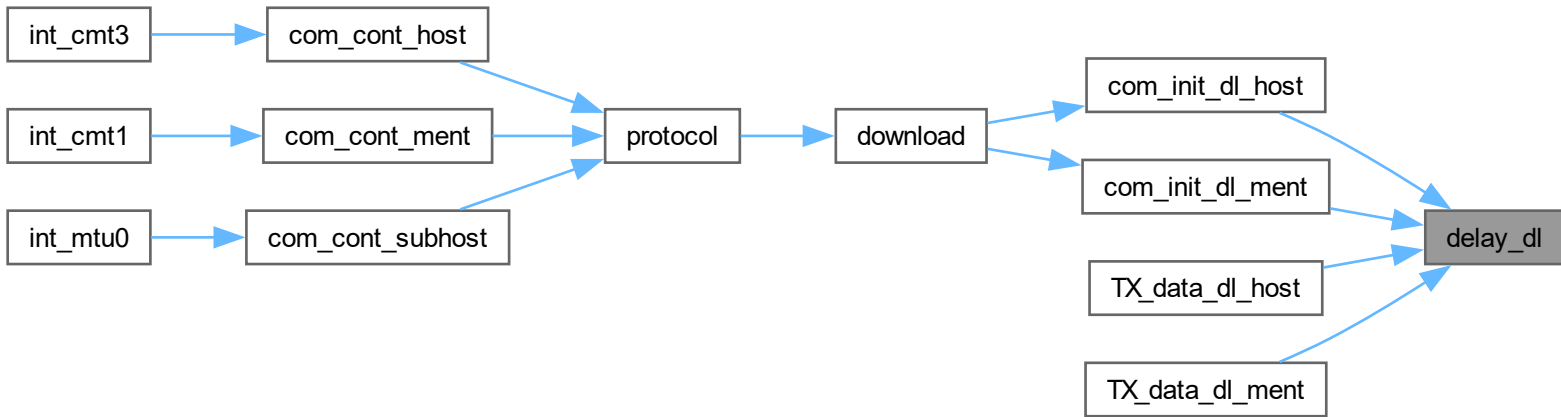 int_cmt3
com_cont_host
int_cmt1
com_cont_ment
int_mtu0
com_cont_subhost
protocol
download
com_init_dl_host
com_init_dl_ment
TX_data_dl_host
TX_data_dl_ment
delay_dl